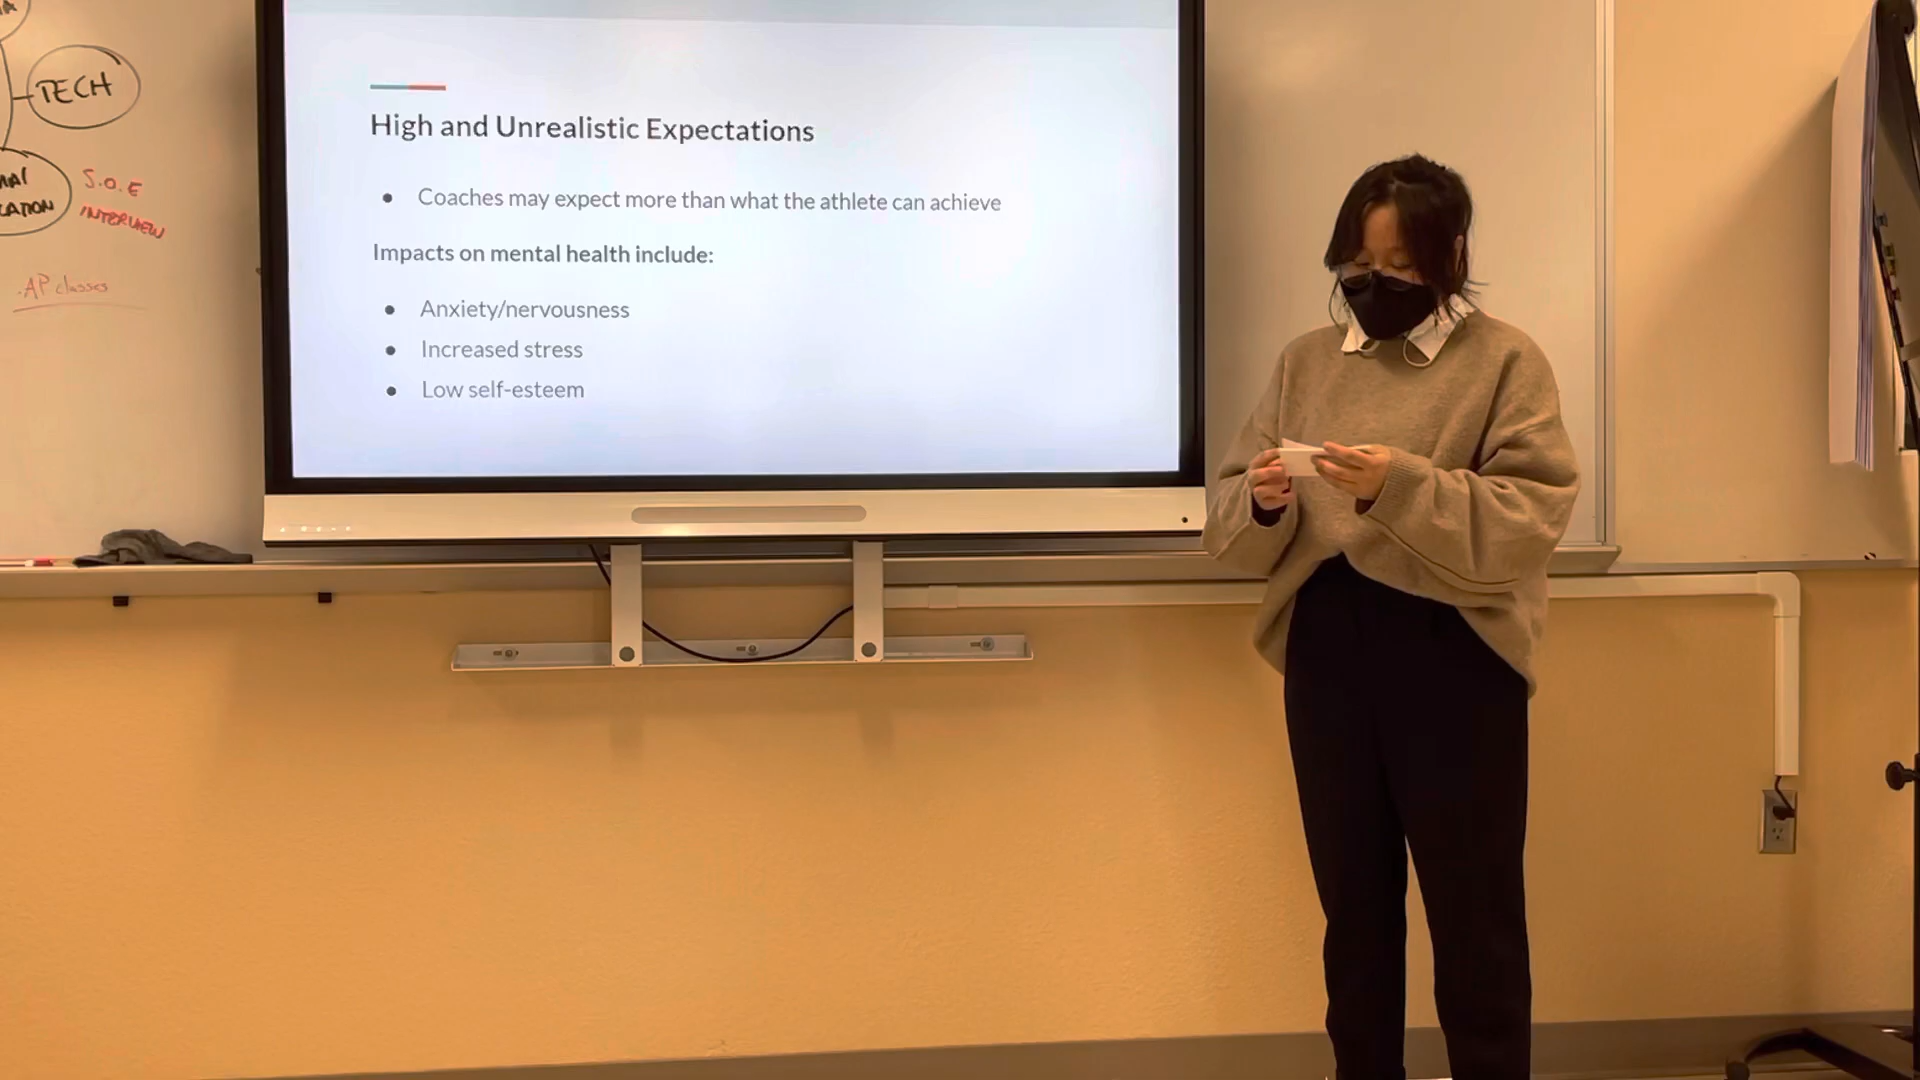 TECH
S.O.E
INTERVIEW
.AP classes
High and Unrealistic Expectations
● Coaches may expect more than what the athlete can achieve
Impacts on mental health include:
● Anxiety/nervousness
● Increased stress
● Low self-esteem